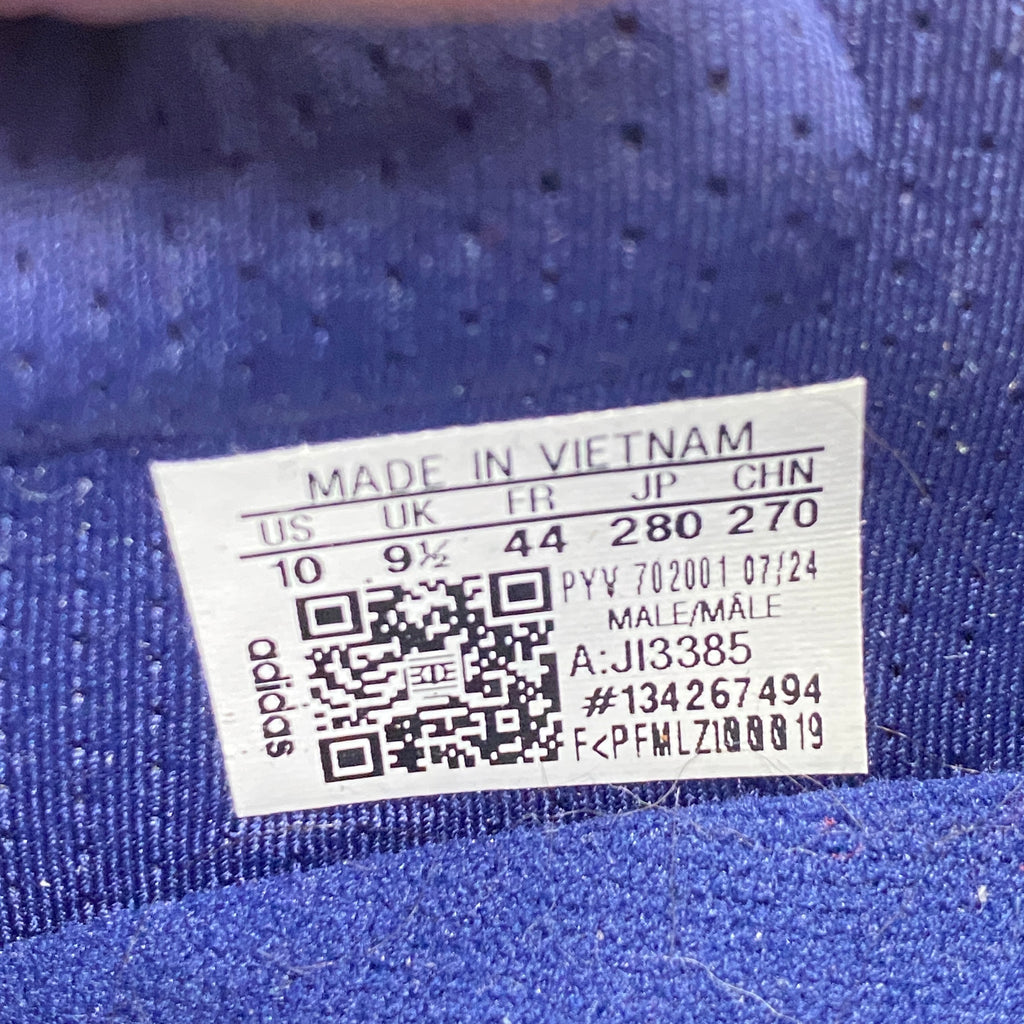 MADE IN VIETNAM
US UK FR JP CHN
10 9½ 44 280 270
PYV 702001 07/24
MALE/MÂLE
A:JI3385
#134267494
adidas